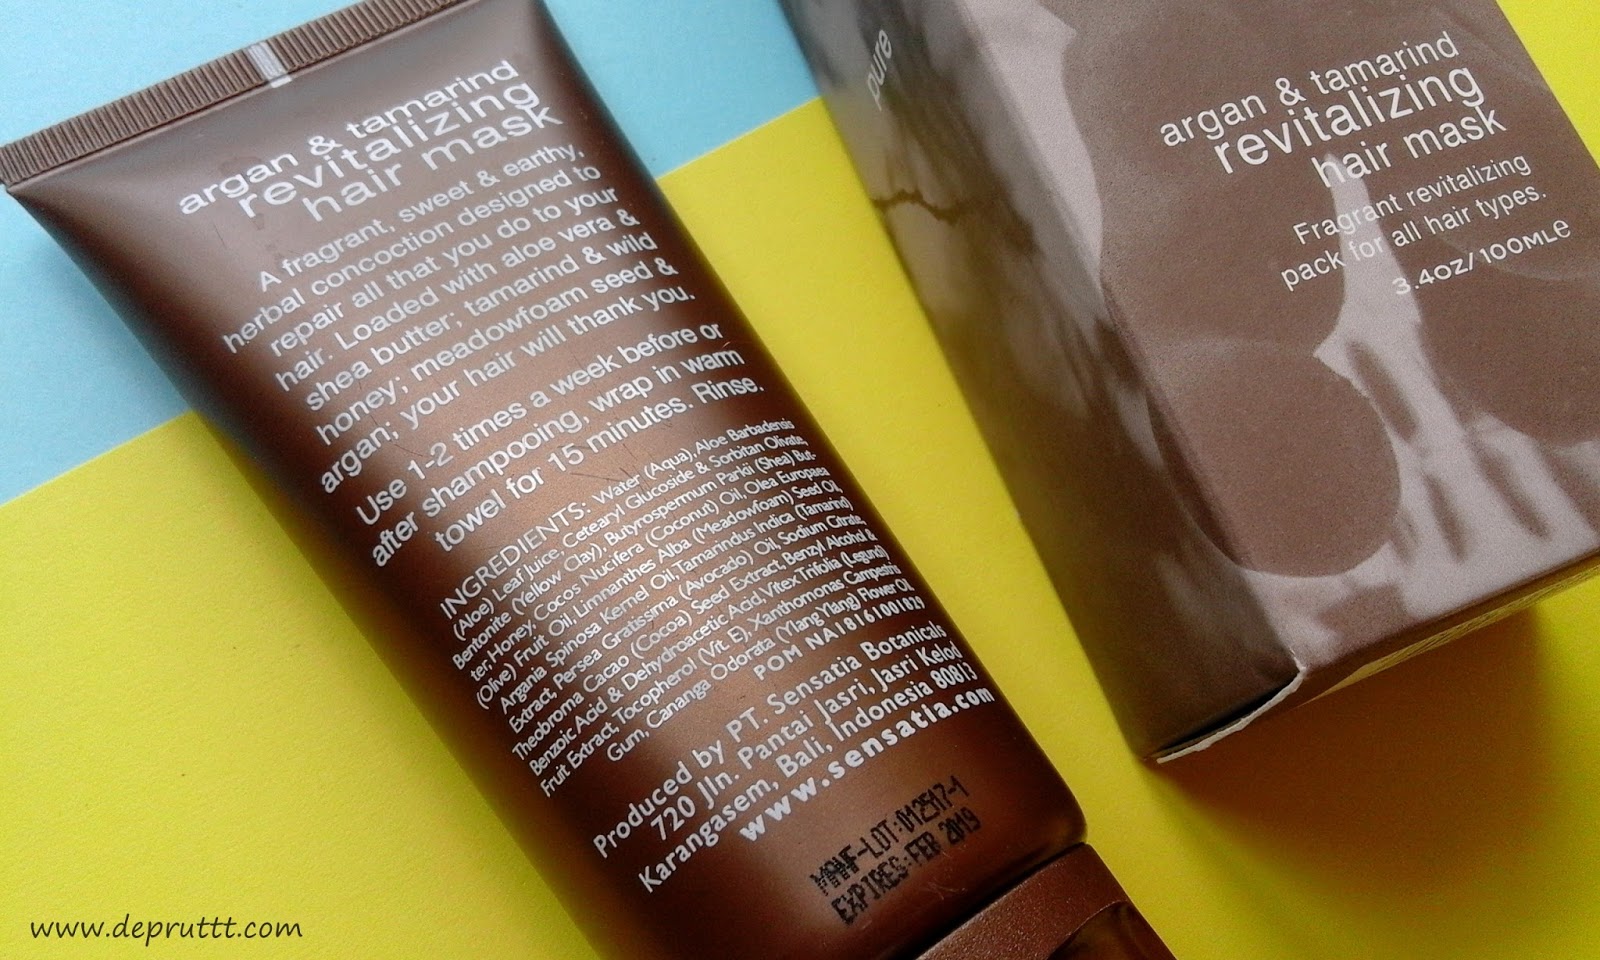 argan & tamarind
revitalizing
hair mask
A fragrant, sweet & earthy,
herbal concoction designed to
repair all that you do to your
hair. Loaded with aloe vera &
shea butter; tamarind & wild
honey; meadowfoam seed &
argan; your hair will thank you.
Use 1-2 times a week before or
after shampooing, wrap in warm
towel for 15 minutes. Rinse.
INGREDIENTS: Water (Aqua), Aloe Barbadensis
(Aloe) Leaf Juice, Cetearyl Glucoside & Sorbitan Olivate,
Bentonite (Yellow Clay), Butyrospermum Parkii (Shea) But-
ter, Honey, Cocos Nucifera (Coconut) Oil, Olea Europaea
(Olive) Fruit Oil, Limnanthes Alba (Meadowfoam) Seed Oil,
Argania Spinosa Kernel Oil, Tamarindus Indica (Tamarind)
Extract, Persea Gratissima (Avocado) Oil, Sodium Citrate,
Theobroma Cacao (Cocoa) Seed Extract, Benzyl Alcohol &
Benzoic Acid & Dehydroacetic Acid, Vitex Trifolia (Legundi)
Fruit Extract, Tocopherol (Vit. E), Xanthomonas Campestris
Gum, Cananga Odorata (Ylang Ylang) Flower Oil.
POM NA18161001029
Produced by PT. Sensatia Botanicals
720 Jln. Pantai Jasri, Jasri Kelod
Karangasem, Bali, Indonesia 80813
www.sensatia.com
MANF-LOT:012517-1
EXPIRES:FEB 2019
pure
argan & tamarind
revitalizing
hair mask
Fragrant revitalizing
pack for all hair types.
3.4OZ/100MLe
www.depruttt.com